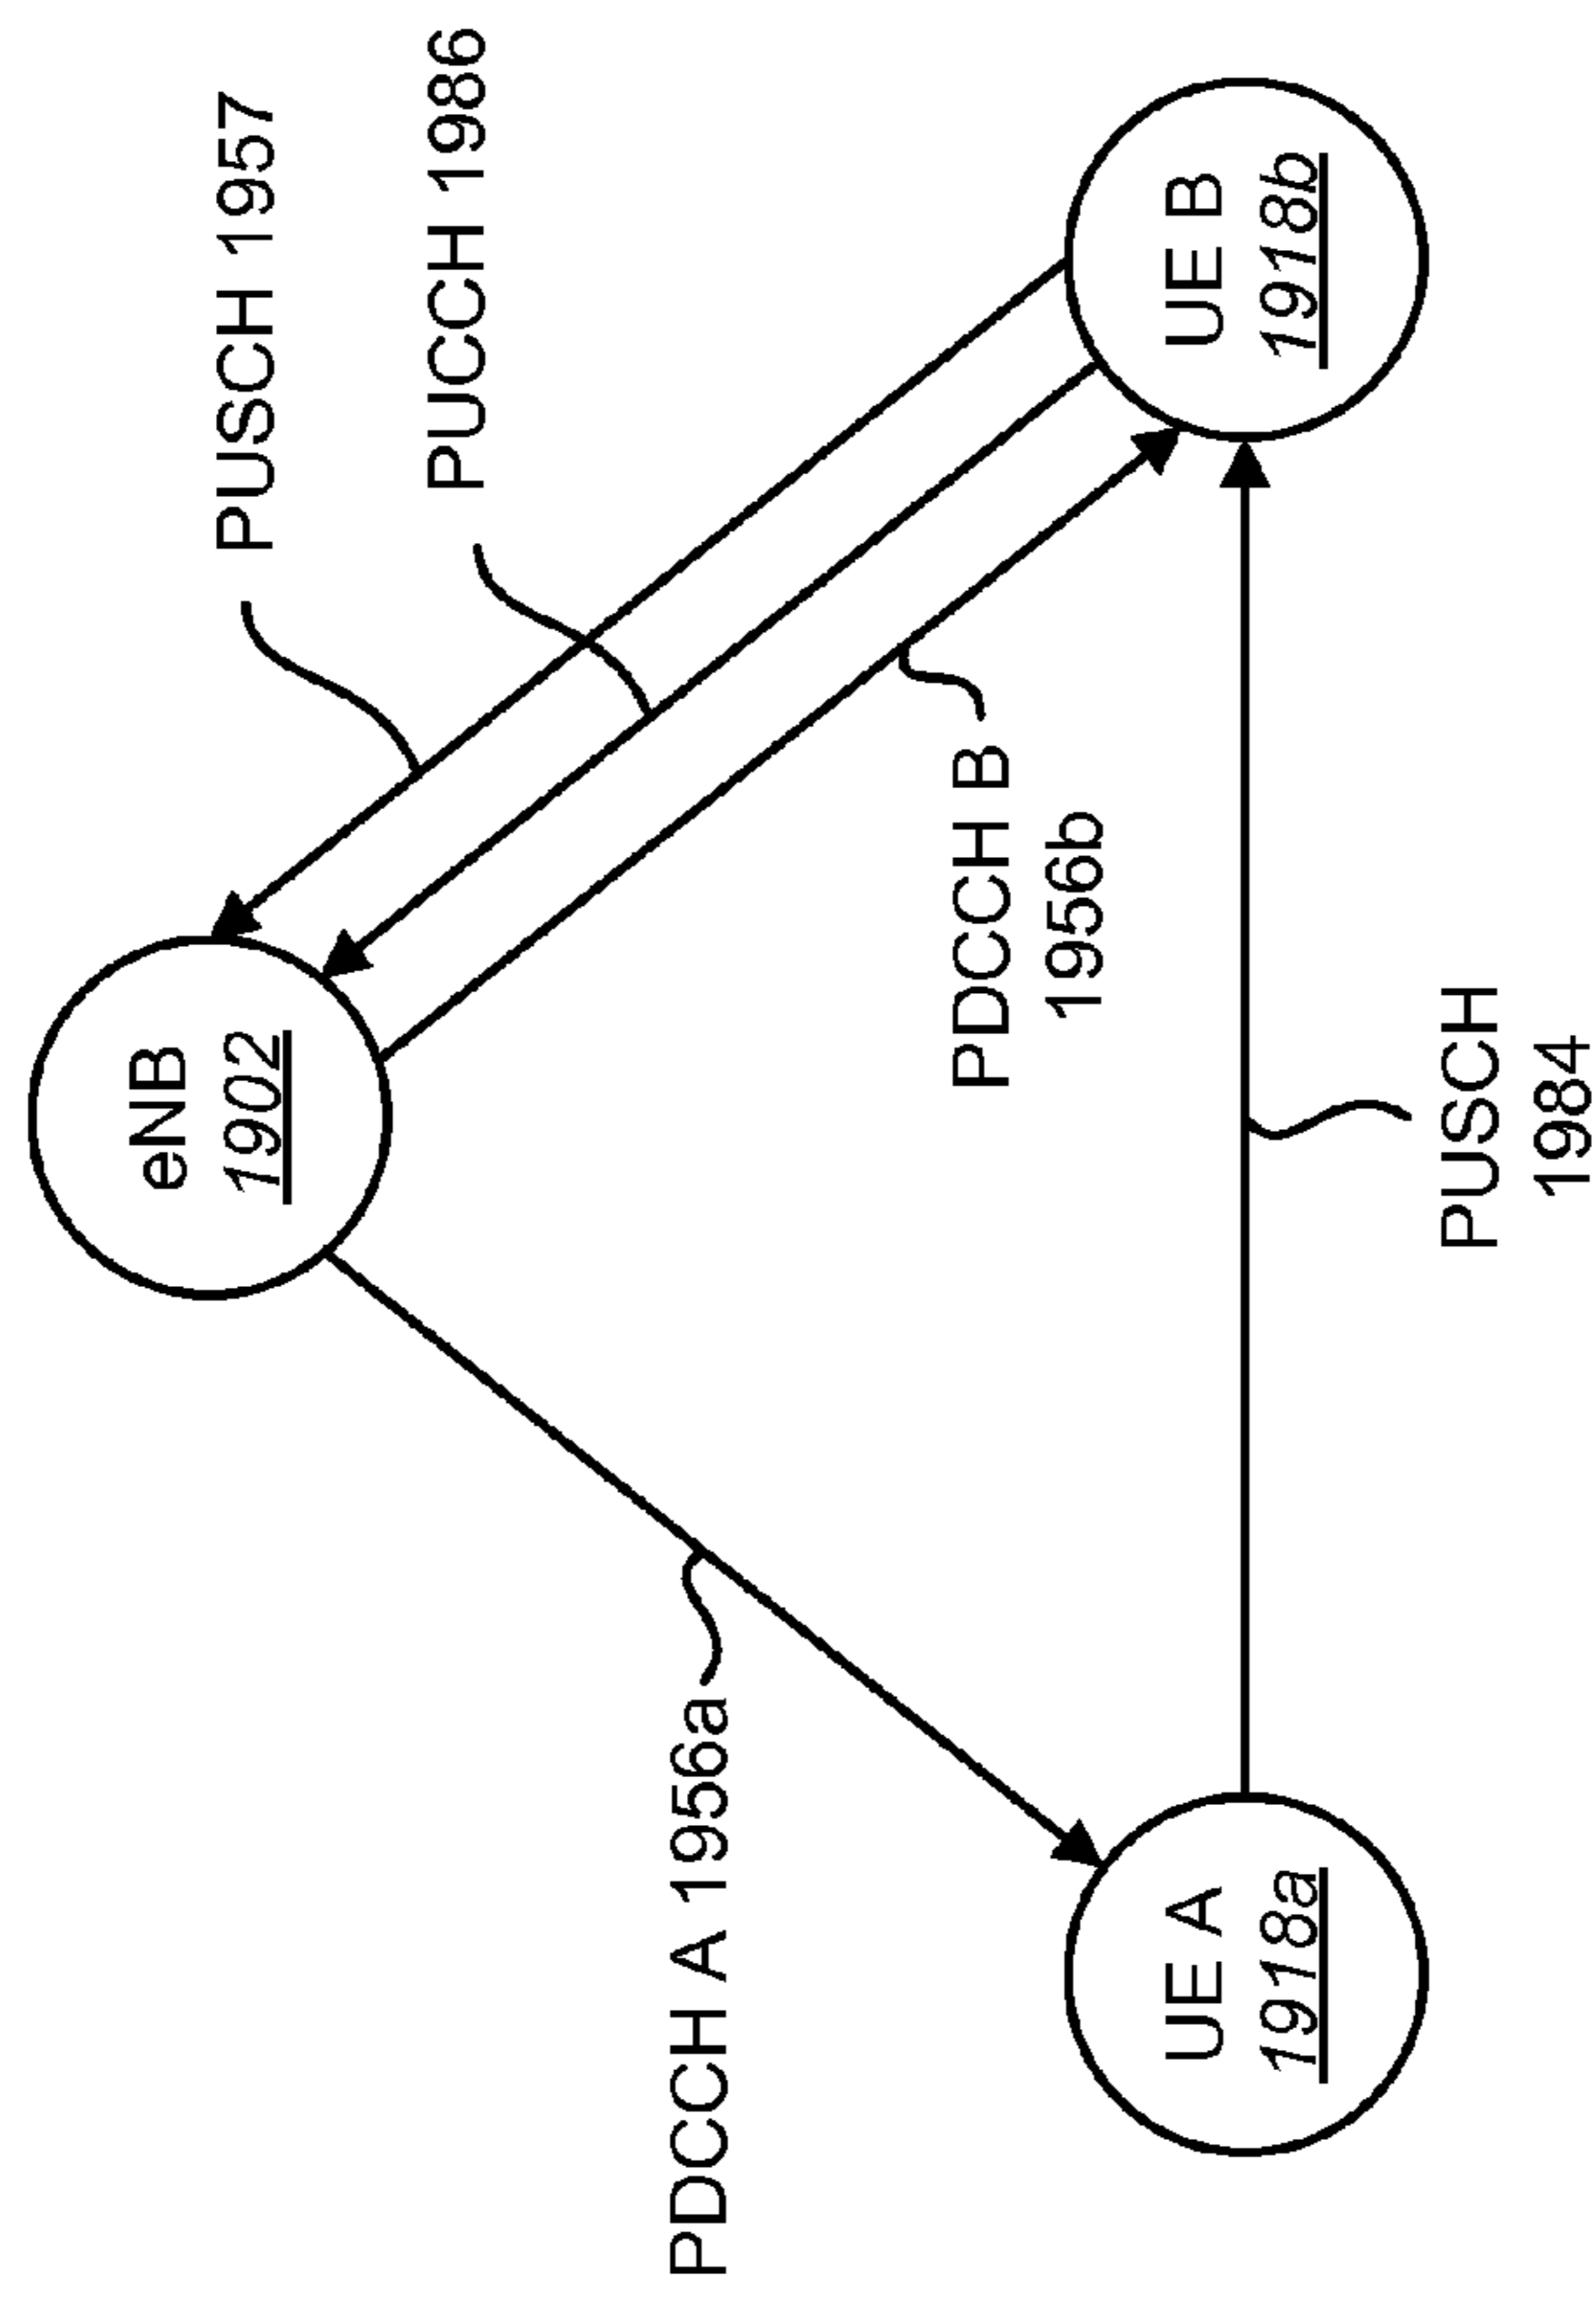 PUSCH 1957
PUCCH 1986
eNB
1902
PDCCH A 1956a
PDCCH B
1956b
UE A
1918a
UE B
1918b
PUSCH
1984